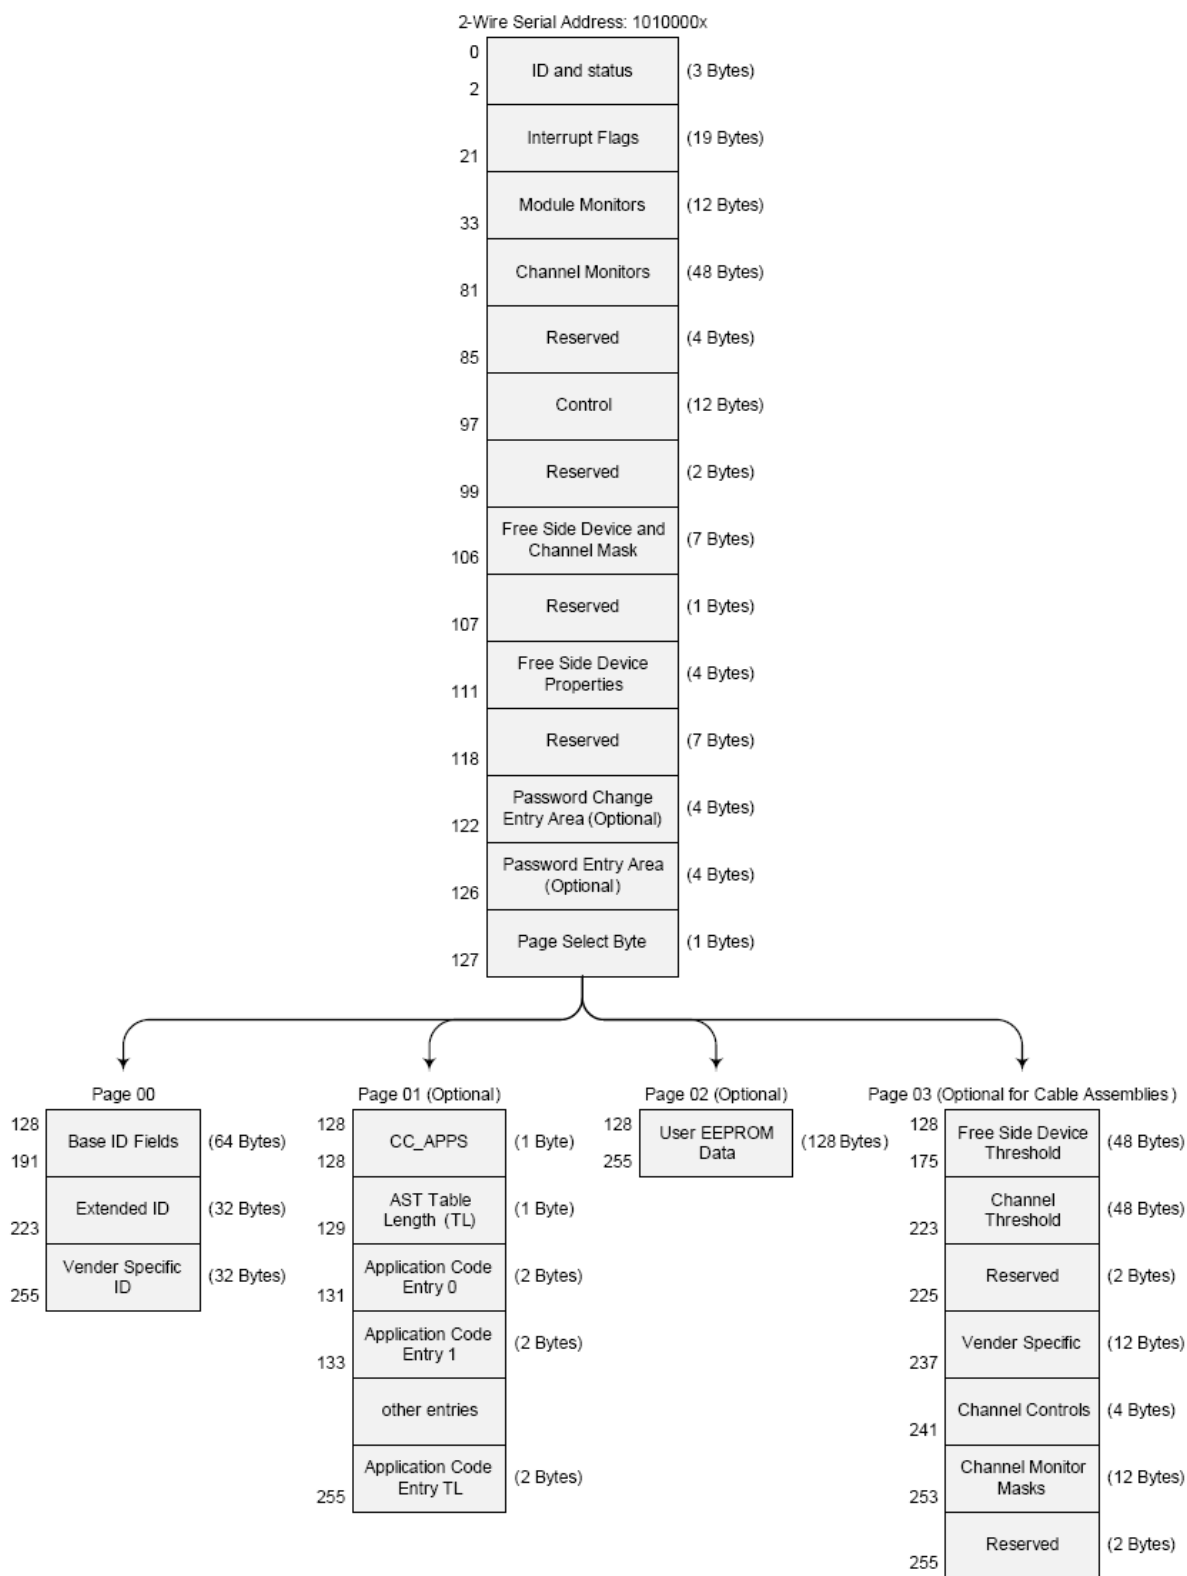 2-Wire Serial Address: 1010000x
0
ID and status
(3 Bytes)
2
Interrupt Flags
(19 Bytes)
21
Module Monitors
(12 Bytes)
33
Channel Monitors
(48 Bytes)
81
Reserved
(4 Bytes)
85
Control
(12 Bytes)
97
Reserved
(2 Bytes)
99
Free Side Device and
Channel Mask
(7 Bytes)
106
Reserved
(1 Bytes)
107
Free Side Device
Properties
(4 Bytes)
111
Reserved
(7 Bytes)
118
Password Change
Entry Area (Optional)
(4 Bytes)
122
Password Entry Area
(Optional)
(4 Bytes)
126
Page Select Byte
(1 Bytes)
127
Page 00
128
Base ID Fields
(64 Bytes)
191
Extended ID
(32 Bytes)
223
Vender Specific
ID
(32 Bytes)
255
Page 01 (Optional)
128
CC_APPS
(1 Byte)
128
AST Table
Length (TL)
(1 Byte)
129
Application Code
Entry 0
(2 Bytes)
131
Application Code
Entry 1
(2 Bytes)
133
other entries
Application Code
Entry TL
(2 Bytes)
255
Page 02 (Optional)
128
User EEPROM
Data
(128 Bytes)
255
Page 03 (Optional for Cable Assemblies)
128
Free Side Device
Threshold
(48 Bytes)
175
Channel
Threshold
(48 Bytes)
223
Reserved
(2 Bytes)
225
Vender Specific
(12 Bytes)
237
Channel Controls
(4 Bytes)
241
Channel Monitor
Masks
(12 Bytes)
253
Reserved
(2 Bytes)
255